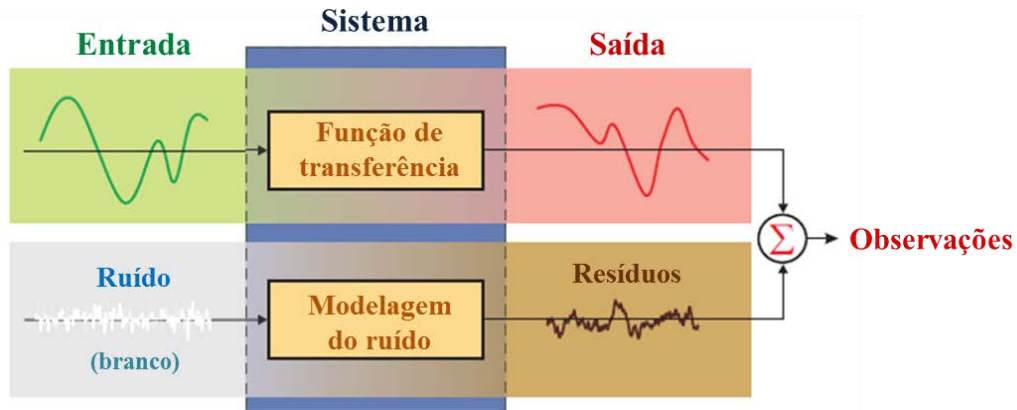 Sistema
Entrada
Saída
Função de
transferência
Σ
Observações
Ruído
(branco)
Modelagem
do ruído
Resíduos